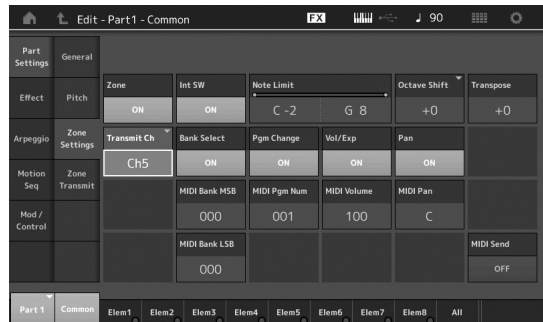 Edit - Part1 - Common FX 90
Part Settings
General
Zone Int SW Note Limit Octave Shift Transpose
Effect Pitch
ON ON C -2 G 8 +0 +0
Arpeggio Zone Settings
Transmit Ch Bank Select Pgm Change Vol/Exp Pan
Ch5 ON ON ON ON
Motion Seq Zone Transmit
MIDI Bank MSB MIDI Pgm Num MIDI Volume MIDI Pan
000 001 100 C
Mod / Control
MIDI Bank LSB MIDI Send
000 OFF
Part 1 Common Elem1 Elem2 Elem3 Elem4 Elem5 Elem6 Elem7 Elem8 All